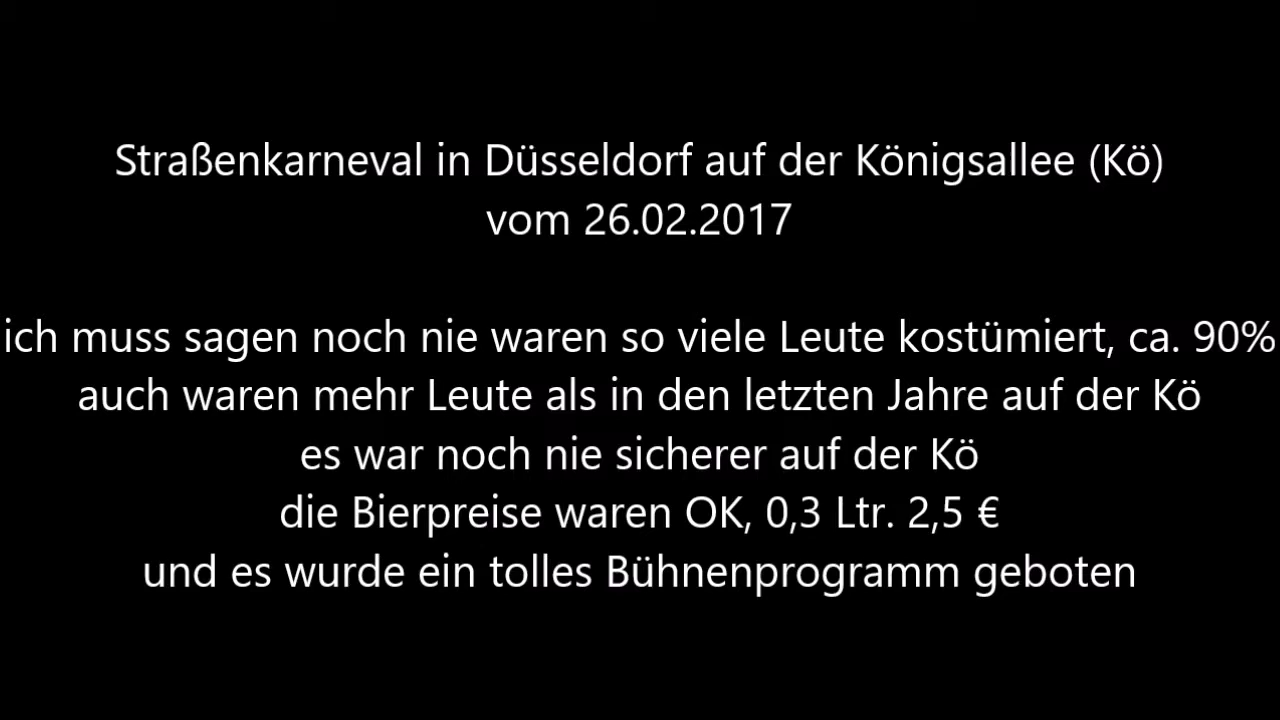 Straßenkarneval in Düsseldorf auf der Königsallee (Kö)
vom 26.02.2017
ich muss sagen noch nie waren so viele Leute kostümiert, ca. 90%
auch waren mehr Leute als in den letzten Jahre auf der Kö
es war noch nie sicherer auf der Kö
die Bierpreise waren OK, 0,3 Ltr. 2,5 €
und es wurde ein tolles Bühnenprogramm geboten